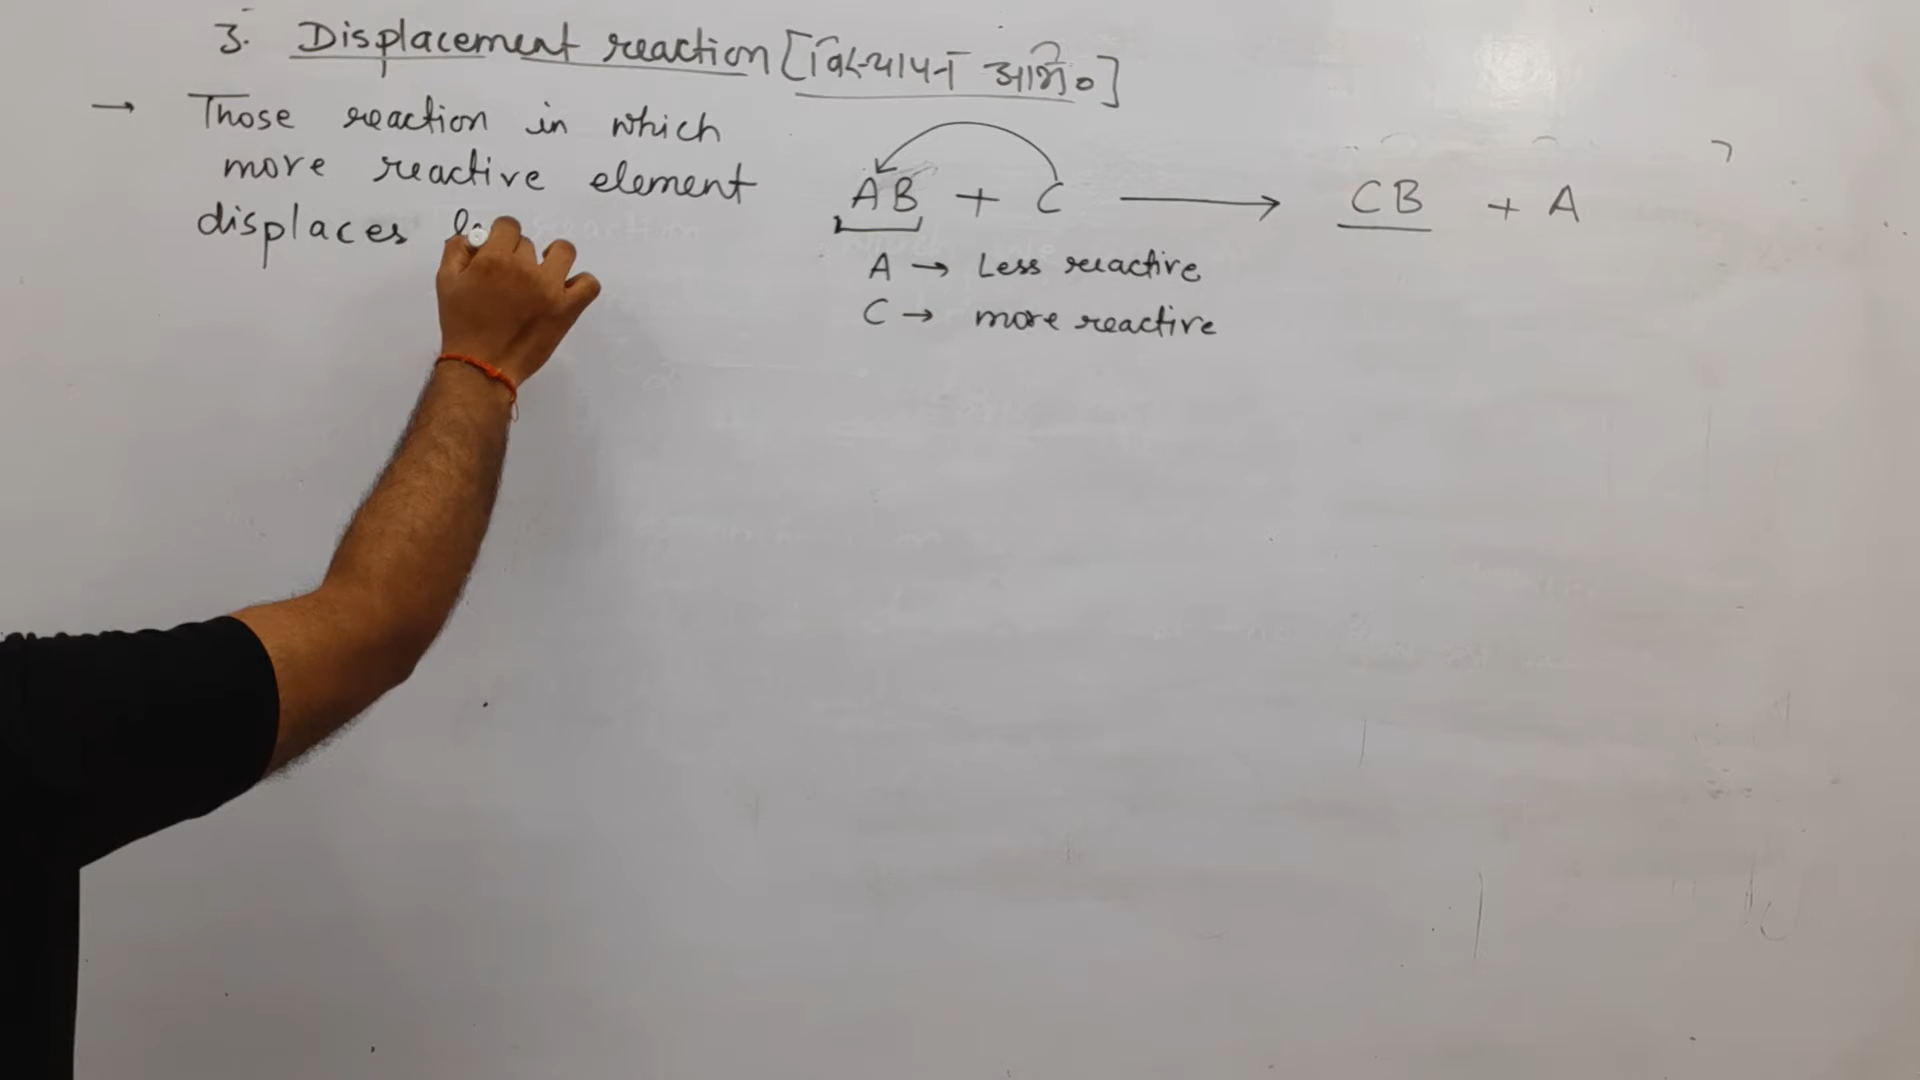 3. Displacement reaction [विस्थापन अभि०]
→ Those reaction in which
more reactive element
displaces
AB + C ⟶ CB + A
A → Less reactive
C → more reactive